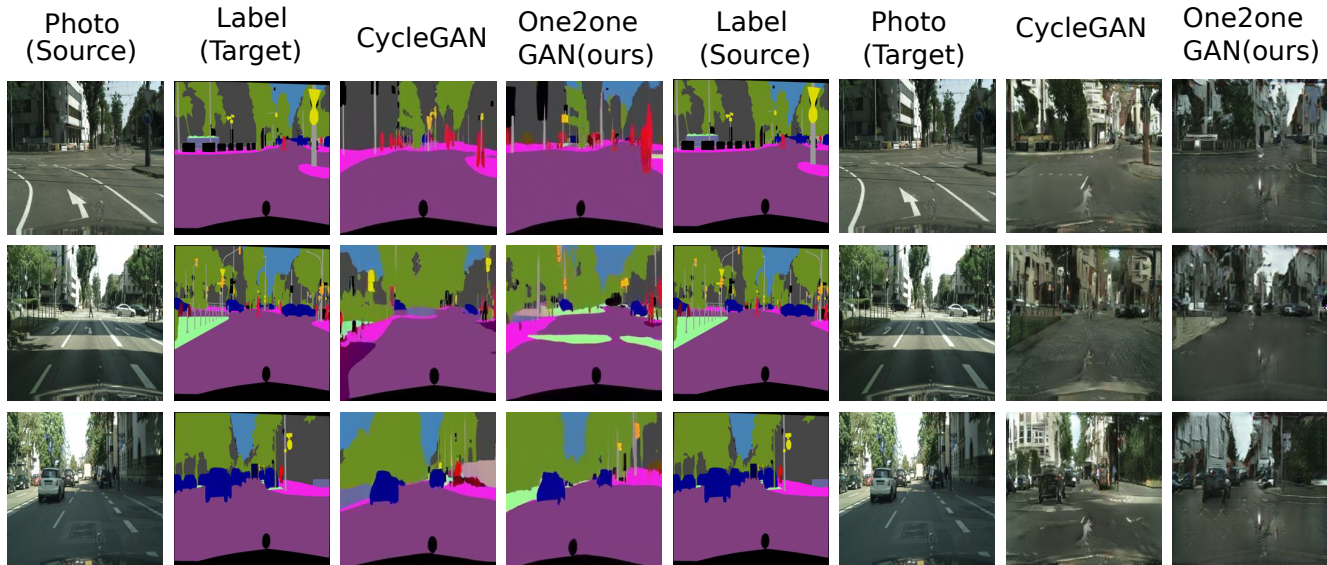 Photo
(Source)
Label
(Target)
CycleGAN
One2one
GAN(ours)
Label
(Source)
Photo
(Target)
CycleGAN
One2one
GAN(ours)